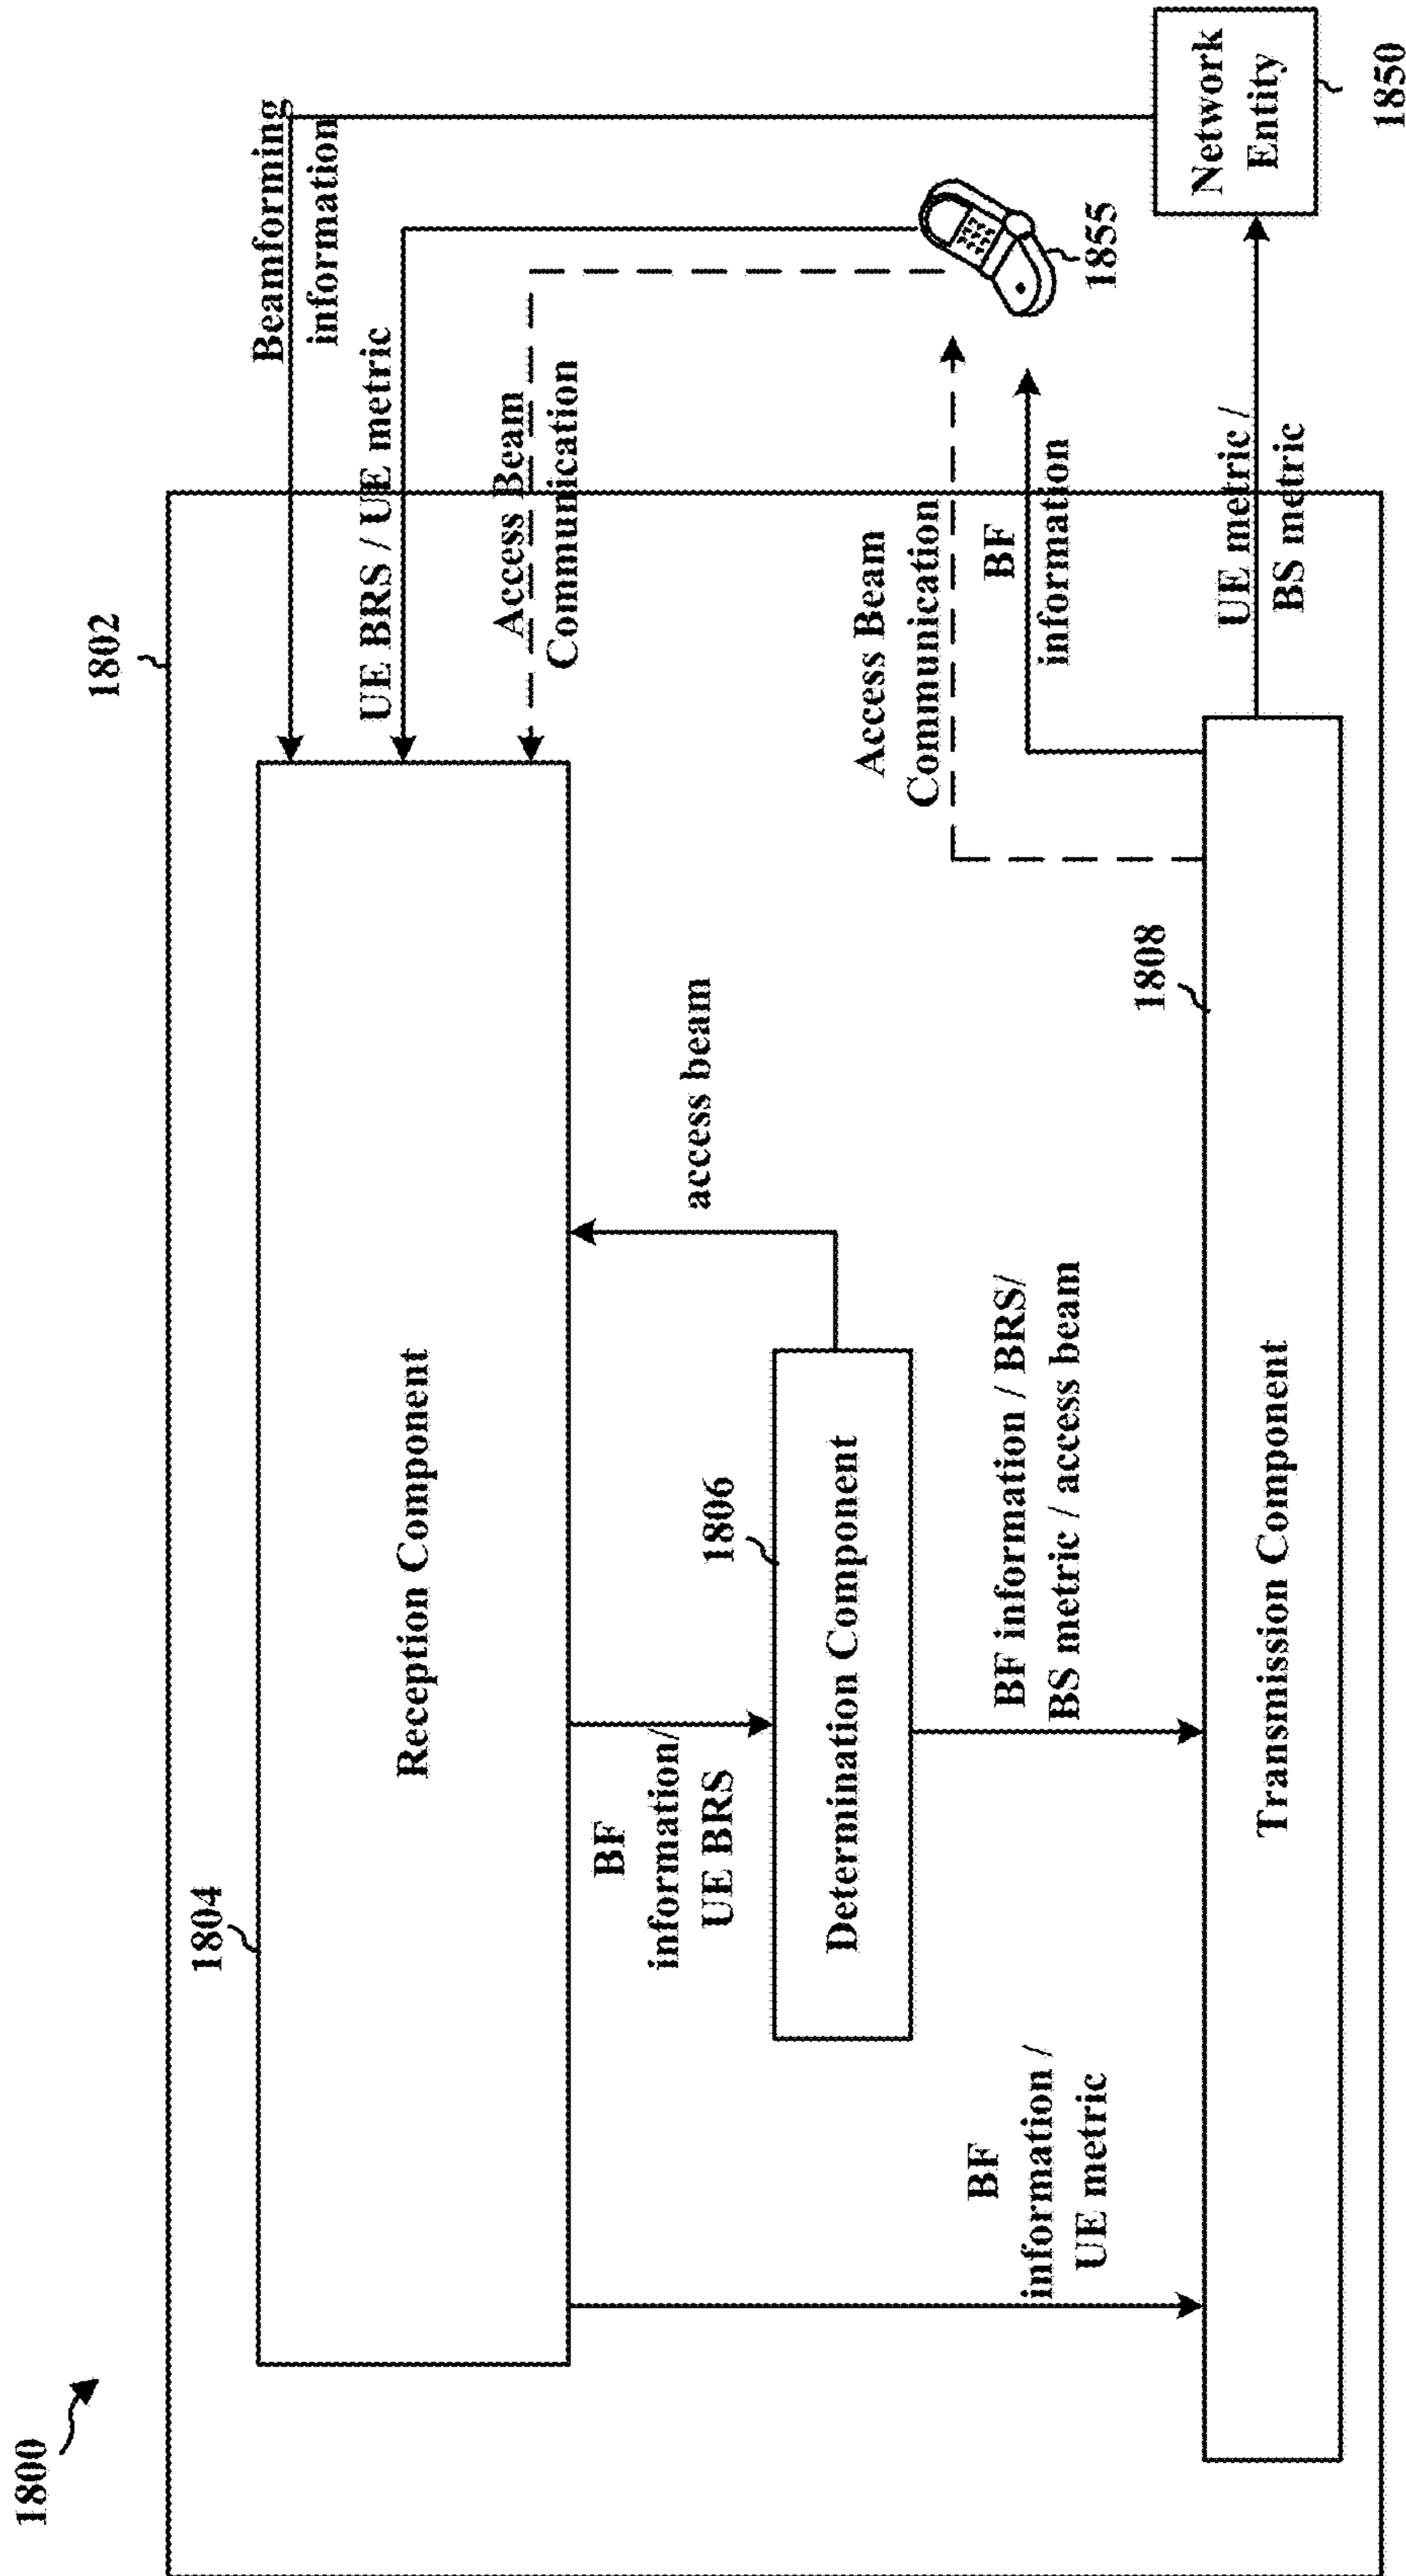 1800
1802
1804
Reception Component
Beamforming
information
UE BRS / UE metric
Access Beam
Communication
BF
information/
UE BRS
access beam
1806
Determination Component
BF
information /
UE metric
BF information / BRS/
BS metric / access beam
Access Beam
Communication
BF
information
1855
1808
Transmission Component
UE metric /
BS metric
Network
Entity
1850